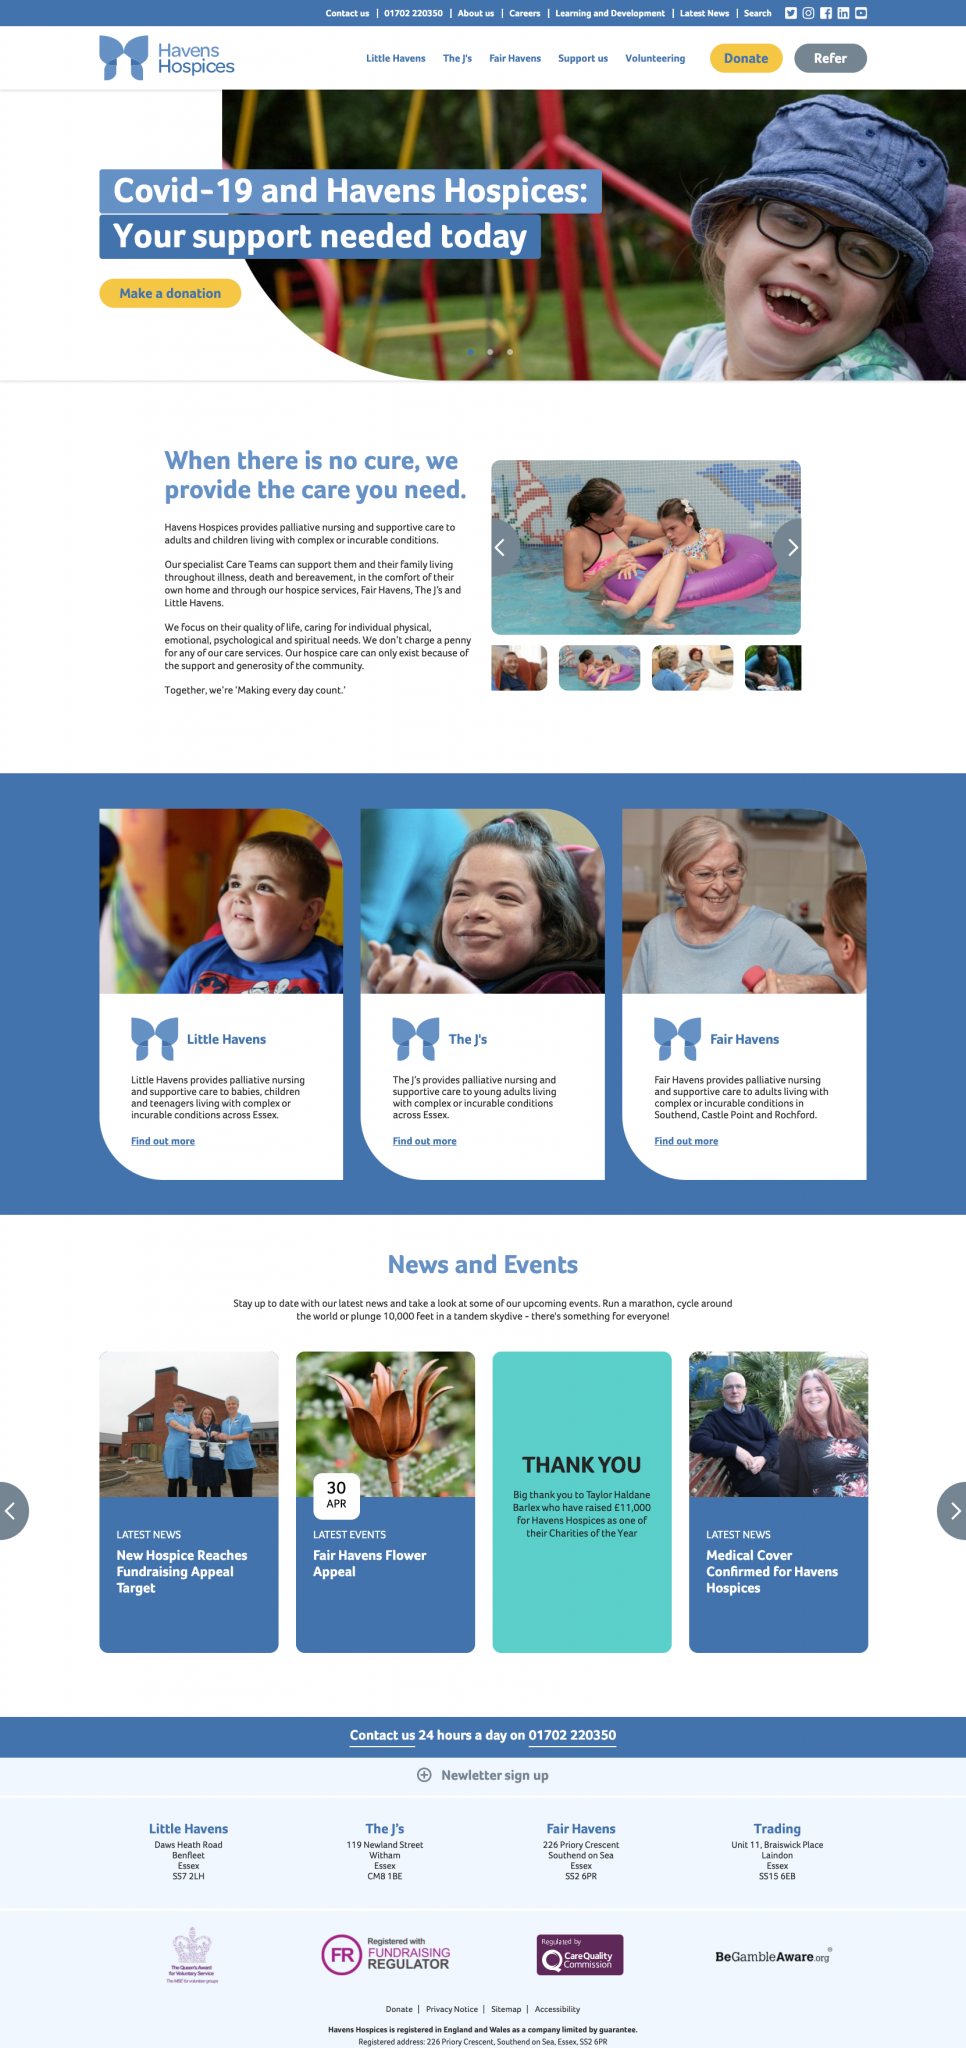 Contact us | 01702 220350 | About us | Careers | Learning and Development | Latest News | Search
Havens
Hospices
Little Havens The J's Fair Havens Support us Volunteering Donate Refer
Covid-19 and Havens Hospices:
Your support needed today
Make a donation
When there is no cure, we
provide the care you need.
Havens Hospices provides palliative nursing and supportive care to
adults and children living with complex or incurable conditions.
Our specialist Care Teams can support them and their family living
throughout illness, death and bereavement, in the comfort of their
own home and through our hospice services, Fair Havens, The J's and
Little Havens.
We focus on their quality of life, caring for individual physical,
emotional, psychological and spiritual needs. We don't charge a penny
for any of our care services. Our hospice care can only exist because of
the support and generosity of the community.
Together, we're 'Making every day count.'
Little Havens
Little Havens provides palliative nursing
and supportive care to babies, children
and teenagers living with complex or
incurable conditions across Essex.
Find out more
The J's
The J's provides palliative nursing and
supportive care to young adults living
with complex or incurable conditions
across Essex.
Find out more
Fair Havens
Fair Havens provides palliative nursing
and supportive care to adults living with
complex or incurable conditions in
Southend, Castle Point and Rochford.
Find out more
News and Events
Stay up to date with our latest news and take a look at some of our upcoming events. Run a marathon, cycle around
the world or plunge 10,000 feet in a tandem skydive - there's something for everyone!
LATEST NEWS
New Hospice Reaches
Fundraising Appeal
Target
30
APR
LATEST EVENTS
Fair Havens Flower
Appeal
THANK YOU
Big thank you to Taylor Haldane
Barlex who have raised £11,000
for Havens Hospices as one of
their Charities of the Year
LATEST NEWS
Medical Cover
Confirmed for Havens
Hospices
Contact us 24 hours a day on 01702 220350
Newletter sign up
Little Havens
Daws Heath Road
Benfleet
Essex
SS7 2LH
The J's
119 Newland Street
Witham
Essex
CM8 1BE
Fair Havens
226 Priory Crescent
Southend on Sea
Essex
SS2 6PR
Trading
Unit 11, Braiswick Place
Laindon
Essex
SS15 6EB
The Queen's Award
for Voluntary Service
The MBE for volunteer groups
FR
Registered with
FUNDRAISING
REGULATOR
Regulated by
CareQuality
Commission
BeGambleAware.org®
Donate | Privacy Notice | Sitemap | Accessibility
Havens Hospices is registered in England and Wales as a company limited by guarantee.
Registered address: 226 Priory Crescent, Southend on Sea, Essex, SS2 6PR